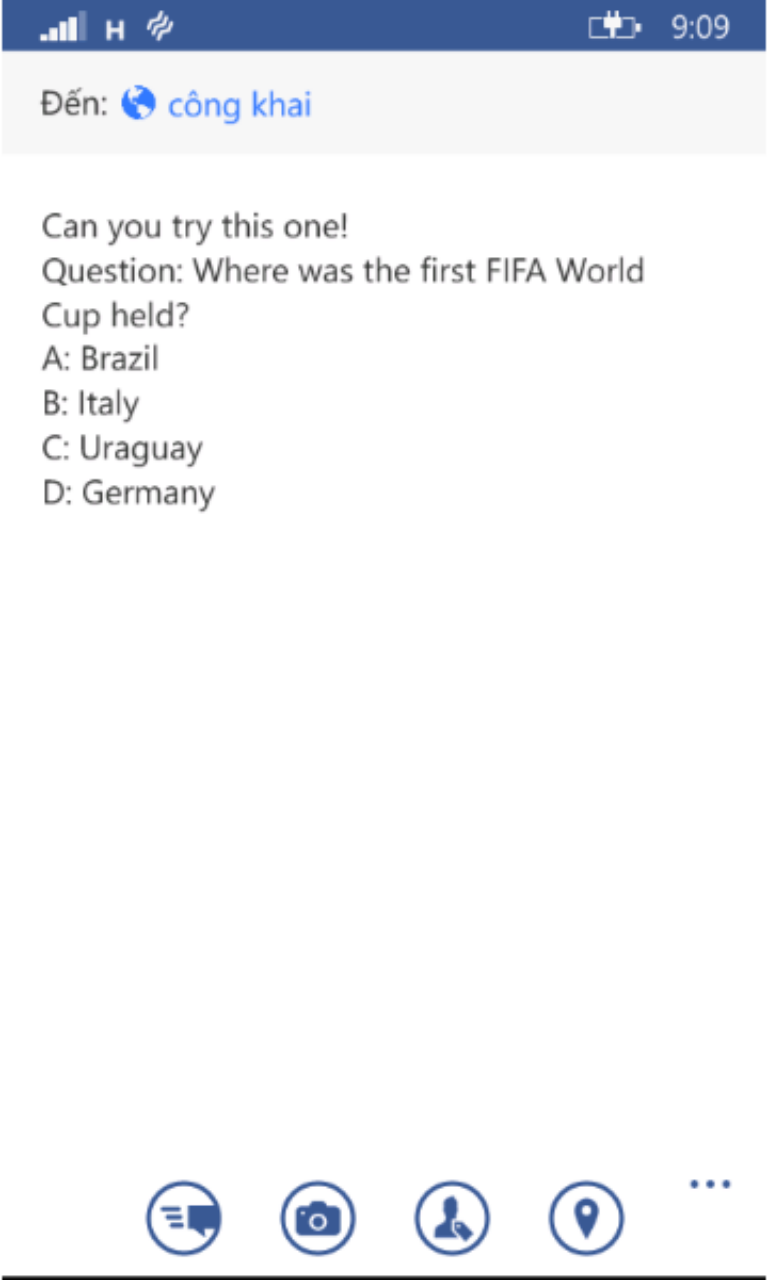 H 9:09
Đến: công khai
Can you try this one!
Question: Where was the first FIFA World
Cup held?
A: Brazil
B: Italy
C: Uraguay
D: Germany